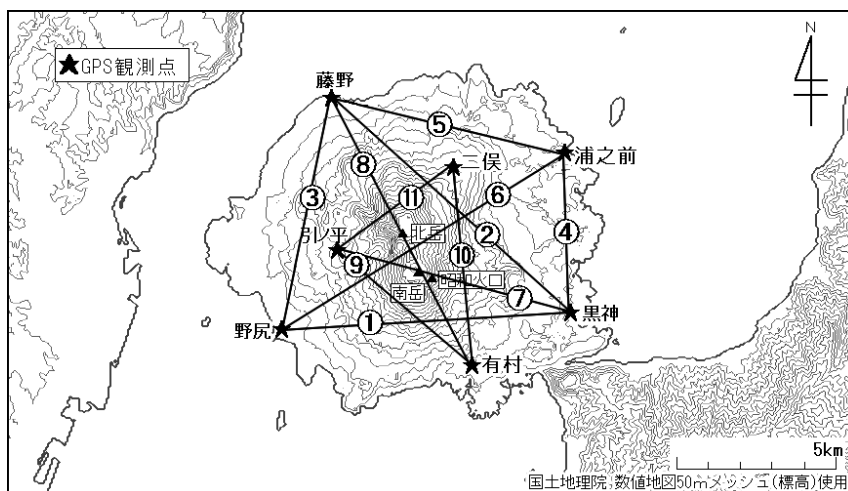 ★GPS観測点
N
藤野
⑤
浦之前
三俣
⑧
③
⑪
⑥
北岳
②
④
引ノ平
⑩
⑨
昭和火口
南岳
⑦
黒神
野尻
①
有村
5km
国土地理院 数値地図50mメッシュ(標高)使用